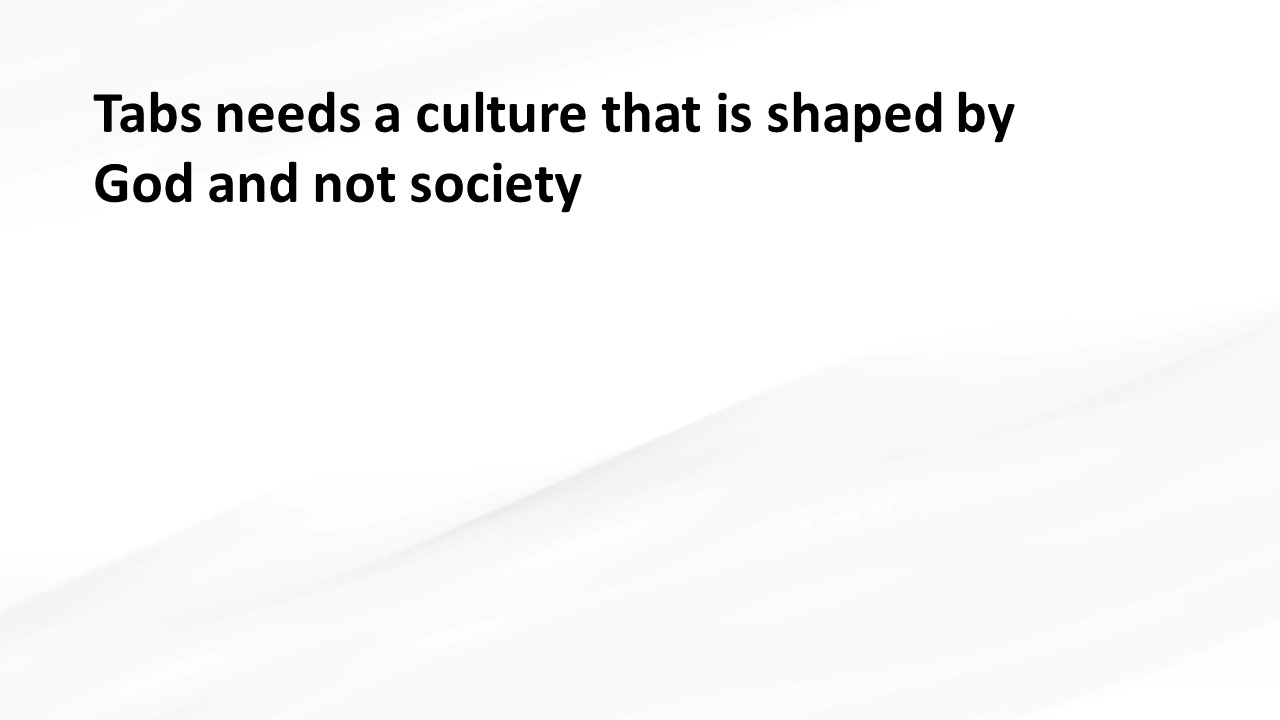 Tabs needs a culture that is shaped by
God and not society